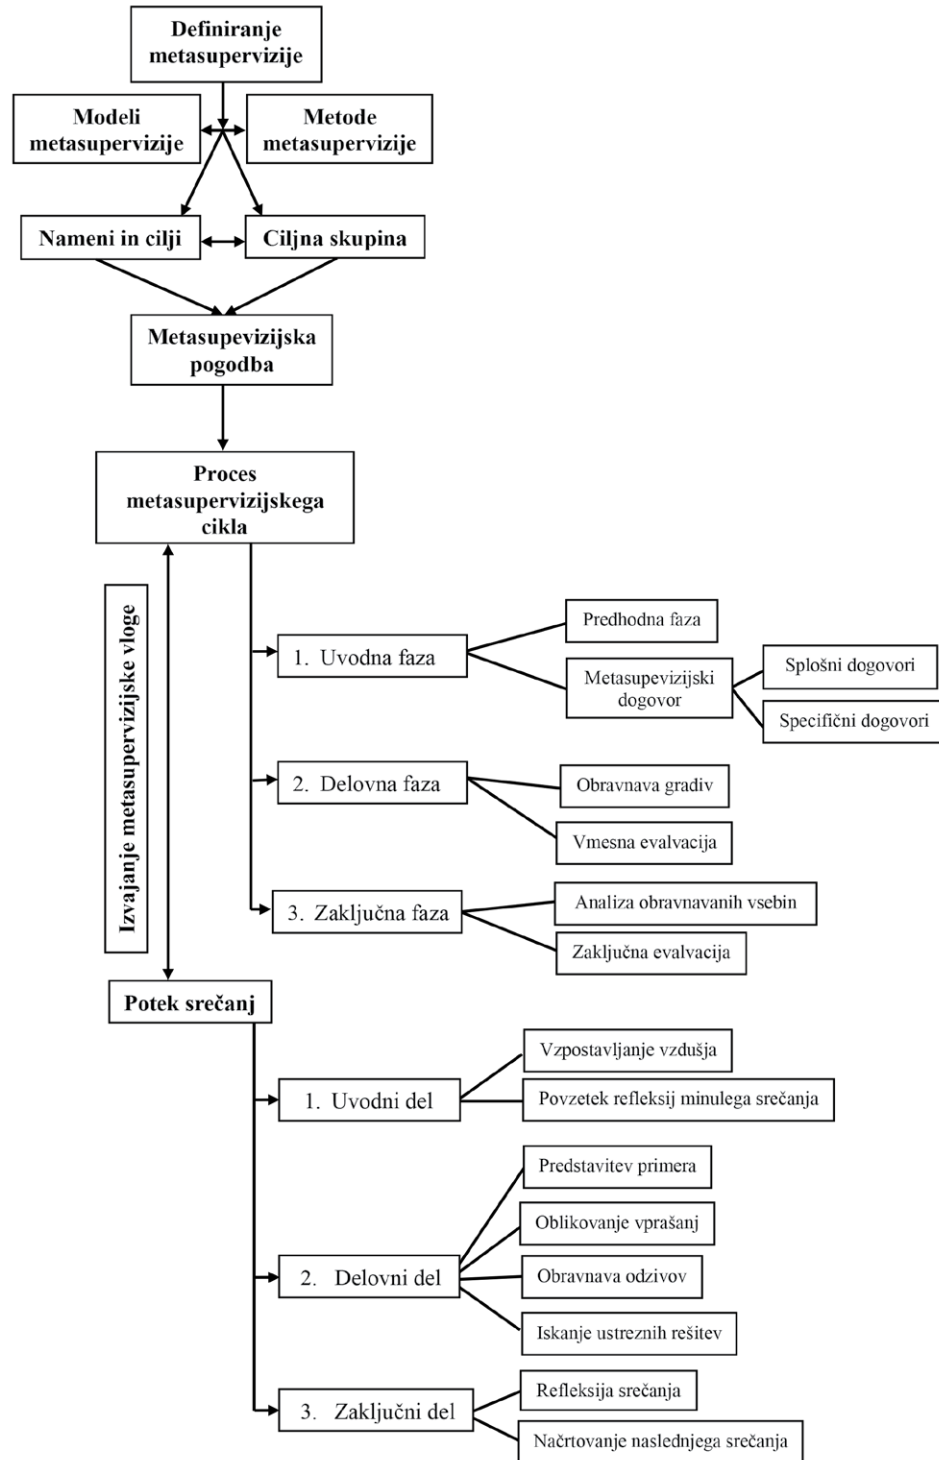 Definiranje
metasupervizije
Modeli
metasupervizije
Metode
metasupervizije
Nameni in cilji
Ciljna skupina
Metasupevizijska
pogodba
Proces
metasupervizijskega
cikla
Izvajanje metasupervizijske vloge
1. Uvodna faza
Predhodna faza
Metasupevizijski
dogovor
Splošni dogovori
Specifični dogovori
2. Delovna faza
Obravnava gradiv
Vmesna evalvacija
3. Zaključna faza
Analiza obravnavanih vsebin
Zaključna evalvacija
Potek srečanj
1. Uvodni del
Vzpostavljanje vzdušja
Povzetek refleksij minulega srečanja
2. Delovni del
Predstavitev primera
Oblikovanje vprašanj
Obravnava odzivov
Iskanje ustreznih rešitev
3. Zaključni del
Refleksija srečanja
Načrtovanje naslednjega srečanja